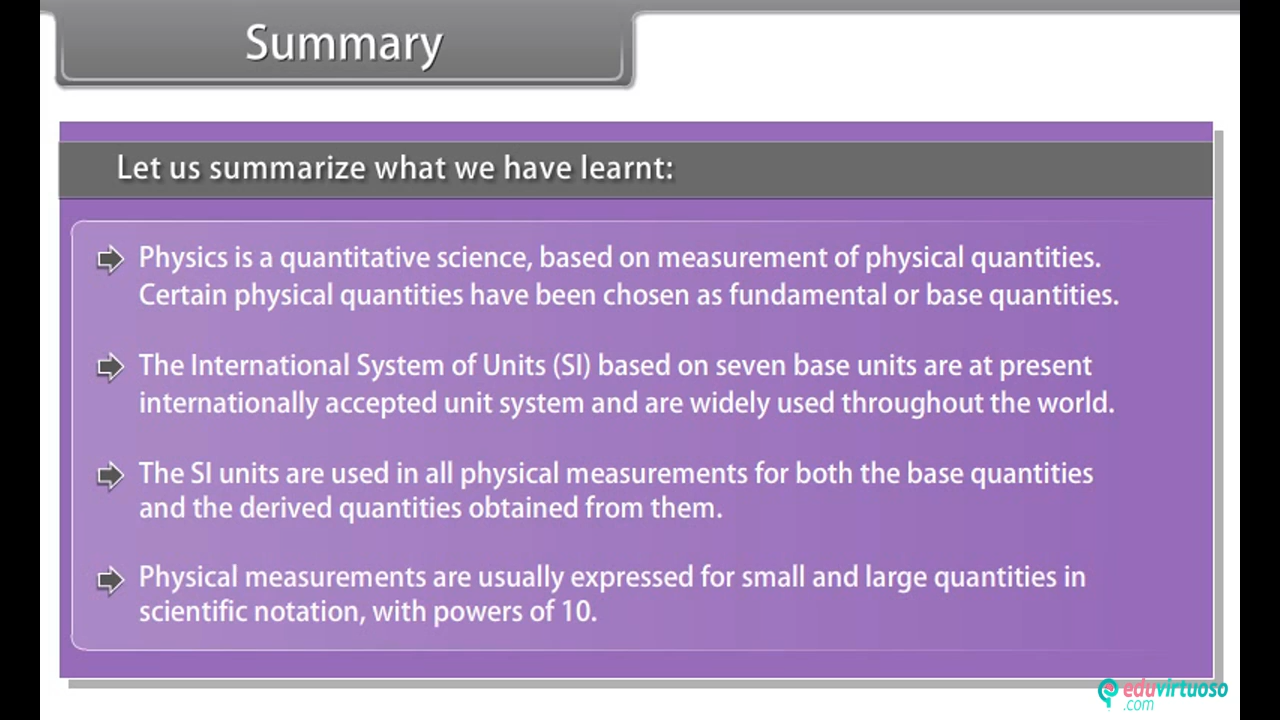 Summary
Let us summarize what we have learnt:
Physics is a quantitative science, based on measurement of physical quantities.
Certain physical quantities have been chosen as fundamental or base quantities.
The International System of Units (SI) based on seven base units are at present
internationally accepted unit system and are widely used throughout the world.
The SI units are used in all physical measurements for both the base quantities
and the derived quantities obtained from them.
Physical measurements are usually expressed for small and large quantities in
scientific notation, with powers of 10.
eduvirtuoso
.com